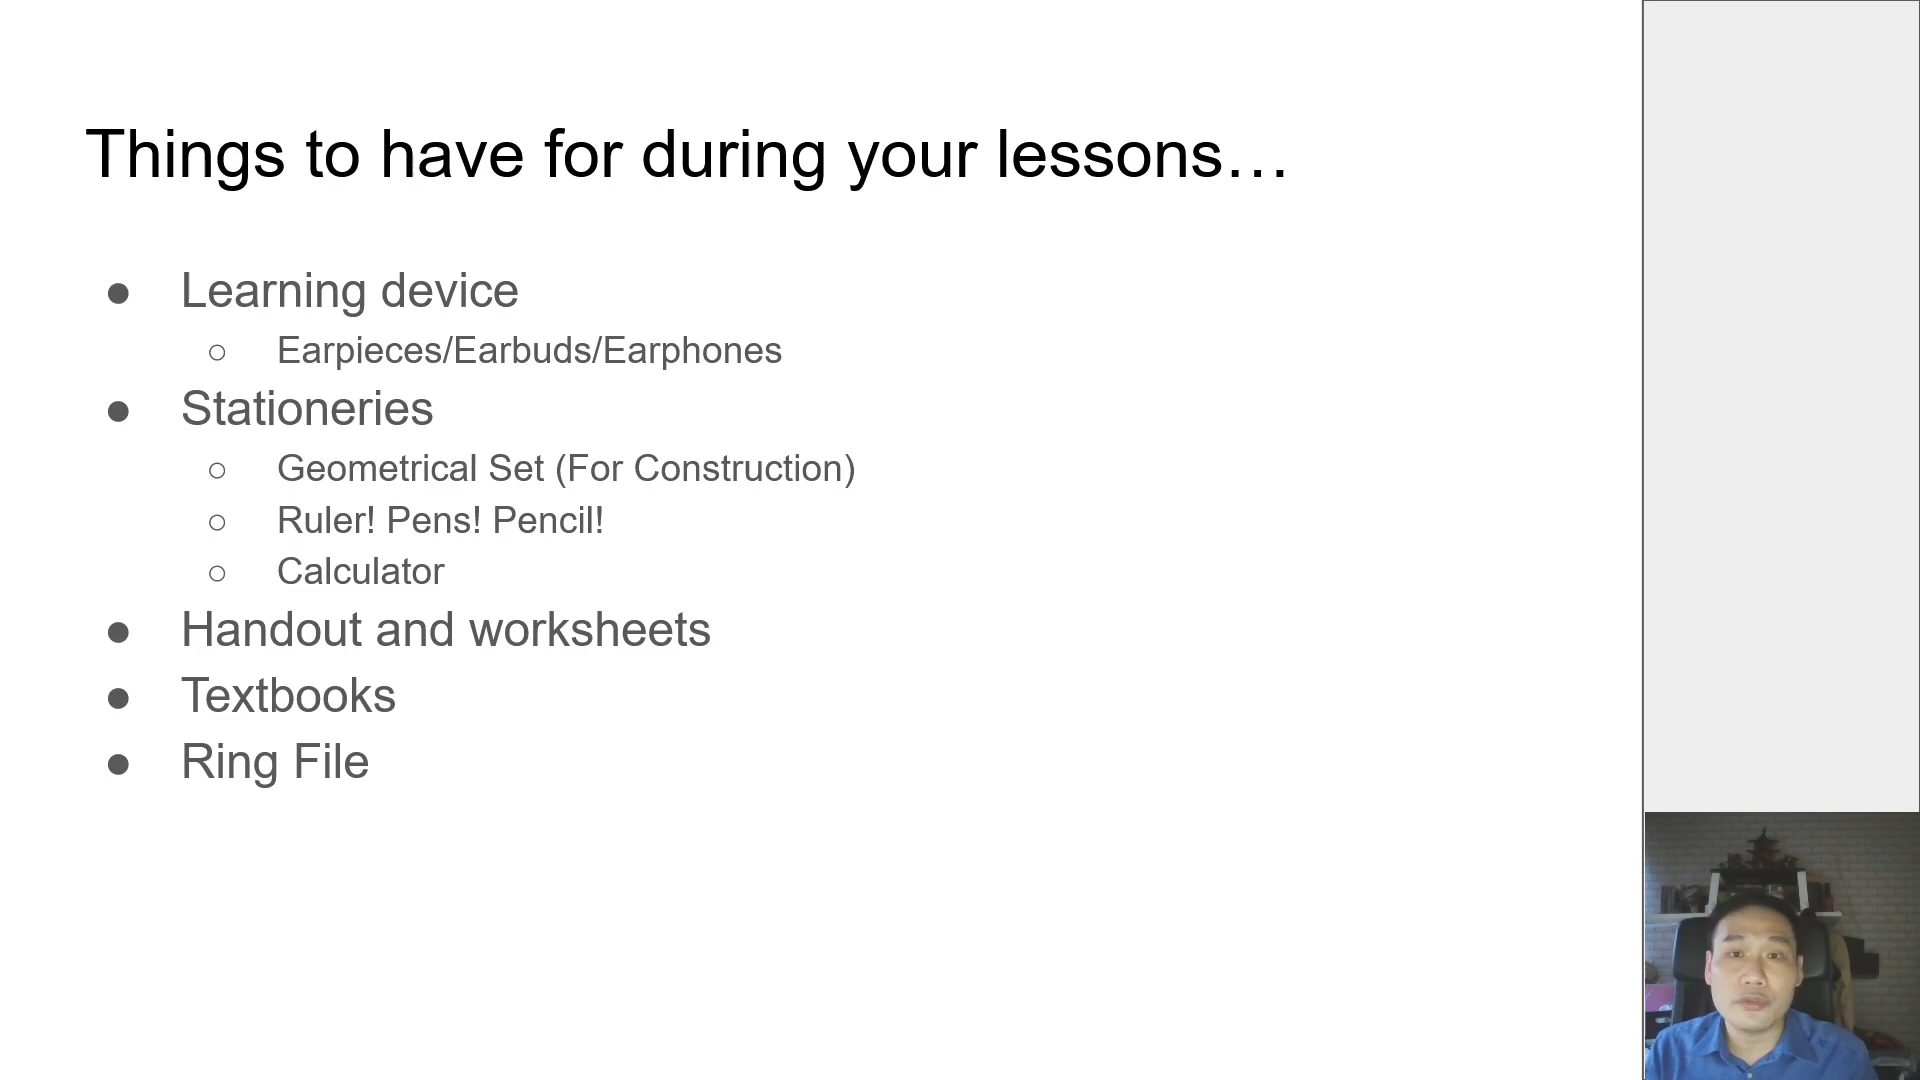 Things to have for during your lessons…
● Learning device
○ Earpieces/Earbuds/Earphones
● Stationeries
○ Geometrical Set (For Construction)
○ Ruler! Pens! Pencil!
○ Calculator
● Handout and worksheets
● Textbooks
● Ring File